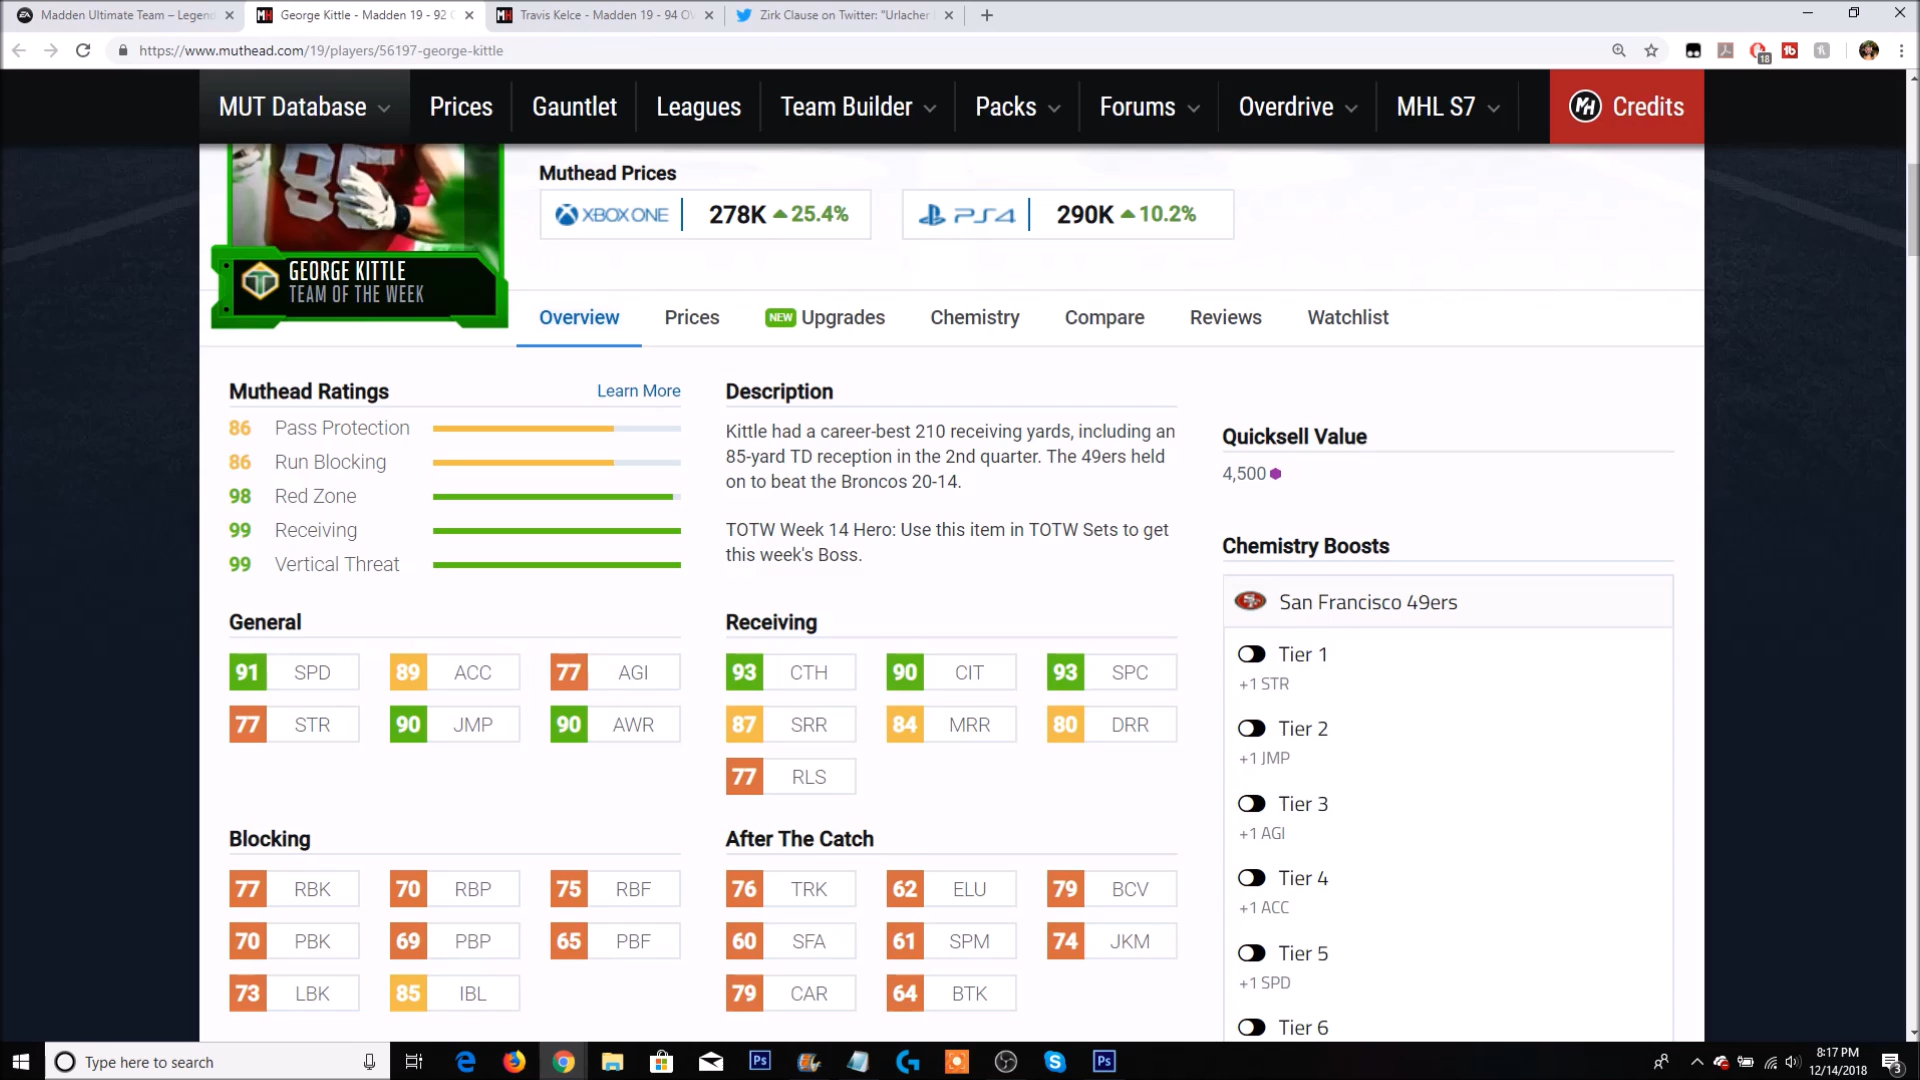 Madden Ultimate Team – Legen
George Kittle - Madden 19 - 92 O
Travis Kelce - Madden 19 - 94 OV
Zirk Clause on Twitter: "Urlacher
https://www.muthead.com/19/players/56197-george-kittle
18
MUT Database
Prices
Gauntlet
Leagues
Team Builder
Packs
Forums
Overdrive
MHL S7
MH Credits
85
GEORGE KITTLE
TEAM OF THE WEEK
Muthead Prices
XBOX ONE 278K 25.4%
PS4 290K 10.2%
Overview
Prices
NEW Upgrades
Chemistry
Compare
Reviews
Watchlist
Muthead Ratings
Learn More
86 Pass Protection
86 Run Blocking
98 Red Zone
99 Receiving
99 Vertical Threat
Description
Kittle had a career-best 210 receiving yards, including an
85-yard TD reception in the 2nd quarter. The 49ers held
on to beat the Broncos 20-14.
TOTW Week 14 Hero: Use this item in TOTW Sets to get
this week's Boss.
Quicksell Value
4,500
Chemistry Boosts
San Francisco 49ers
Tier 1
+1 STR
Tier 2
+1 JMP
Tier 3
+1 AGI
Tier 4
+1 ACC
Tier 5
+1 SPD
Tier 6
General
91 SPD 89 ACC 77 AGI
77 STR 90 JMP 90 AWR
Receiving
93 CTH 90 CIT 93 SPC
87 SRR 84 MRR 80 DRR
77 RLS
Blocking
77 RBK 70 RBP 75 RBF
70 PBK 69 PBP 65 PBF
73 LBK 85 IBL
After The Catch
76 TRK 62 ELU 79 BCV
60 SFA 61 SPM 74 JKM
79 CAR 64 BTK
Type here to search
8:17 PM
12/14/2018
3